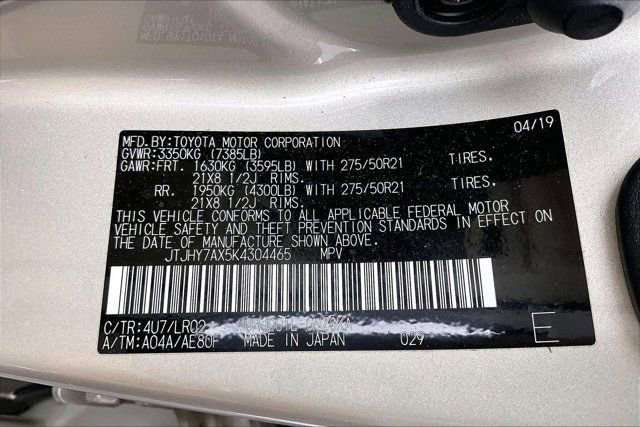 04/19
MFD.BY:TOYOTA MOTOR CORPORATION
GVWR:3350KG (7385LB)
GAWR:FRT. 1630KG (3595LB) WITH 275/50R21 TIRES,
21X8 1/2J RIMS.
RR. 1950KG (4300LB) WITH 275/50R21 TIRES,
21X8 1/2J RIMS.
THIS VEHICLE CONFORMS TO ALL APPLICABLE FEDERAL MOTOR
VEHICLE SAFETY AND THEFT PREVENTION STANDARDS IN EFFECT ON
THE DATE OF MANUFACTURE SHOWN ABOVE.
JTJHY7AX5K4304465 MPV
C/TR:4U7/LR02
A/TM:A04A/AE80F MADE IN JAPAN 029
E